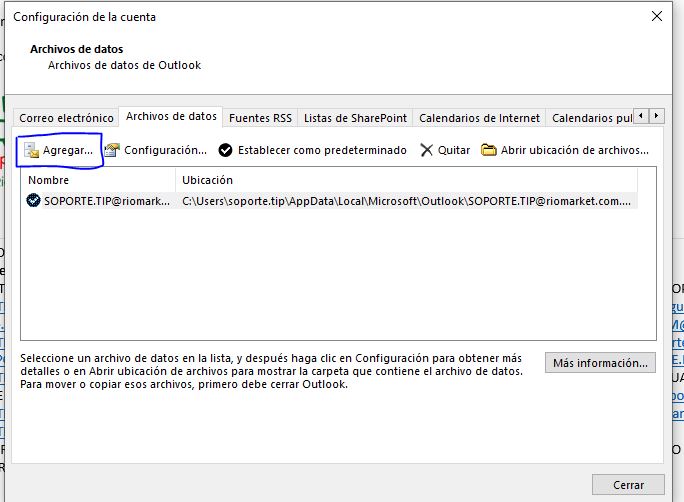 Configuración de la cuenta
Archivos de datos
Archivos de datos de Outlook
Correo electrónico Archivos de datos Fuentes RSS Listas de SharePoint Calendarios de Internet Calendarios pul
Agregar... Configuración... Establecer como predeterminado Quitar Abrir ubicación de archivos...
Nombre Ubicación
SOPORTE.TIP@riomark... C:\Users\soporte.tip\AppData\Local\Microsoft\Outlook\SOPORTE.TIP@riomarket.com....
Seleccione un archivo de datos en la lista, y después haga clic en Configuración para obtener más
detalles o en Abrir ubicación de archivos para mostrar la carpeta que contiene el archivo de datos.
Para mover o copiar esos archivos, primero debe cerrar Outlook.
Más información...
Cerrar